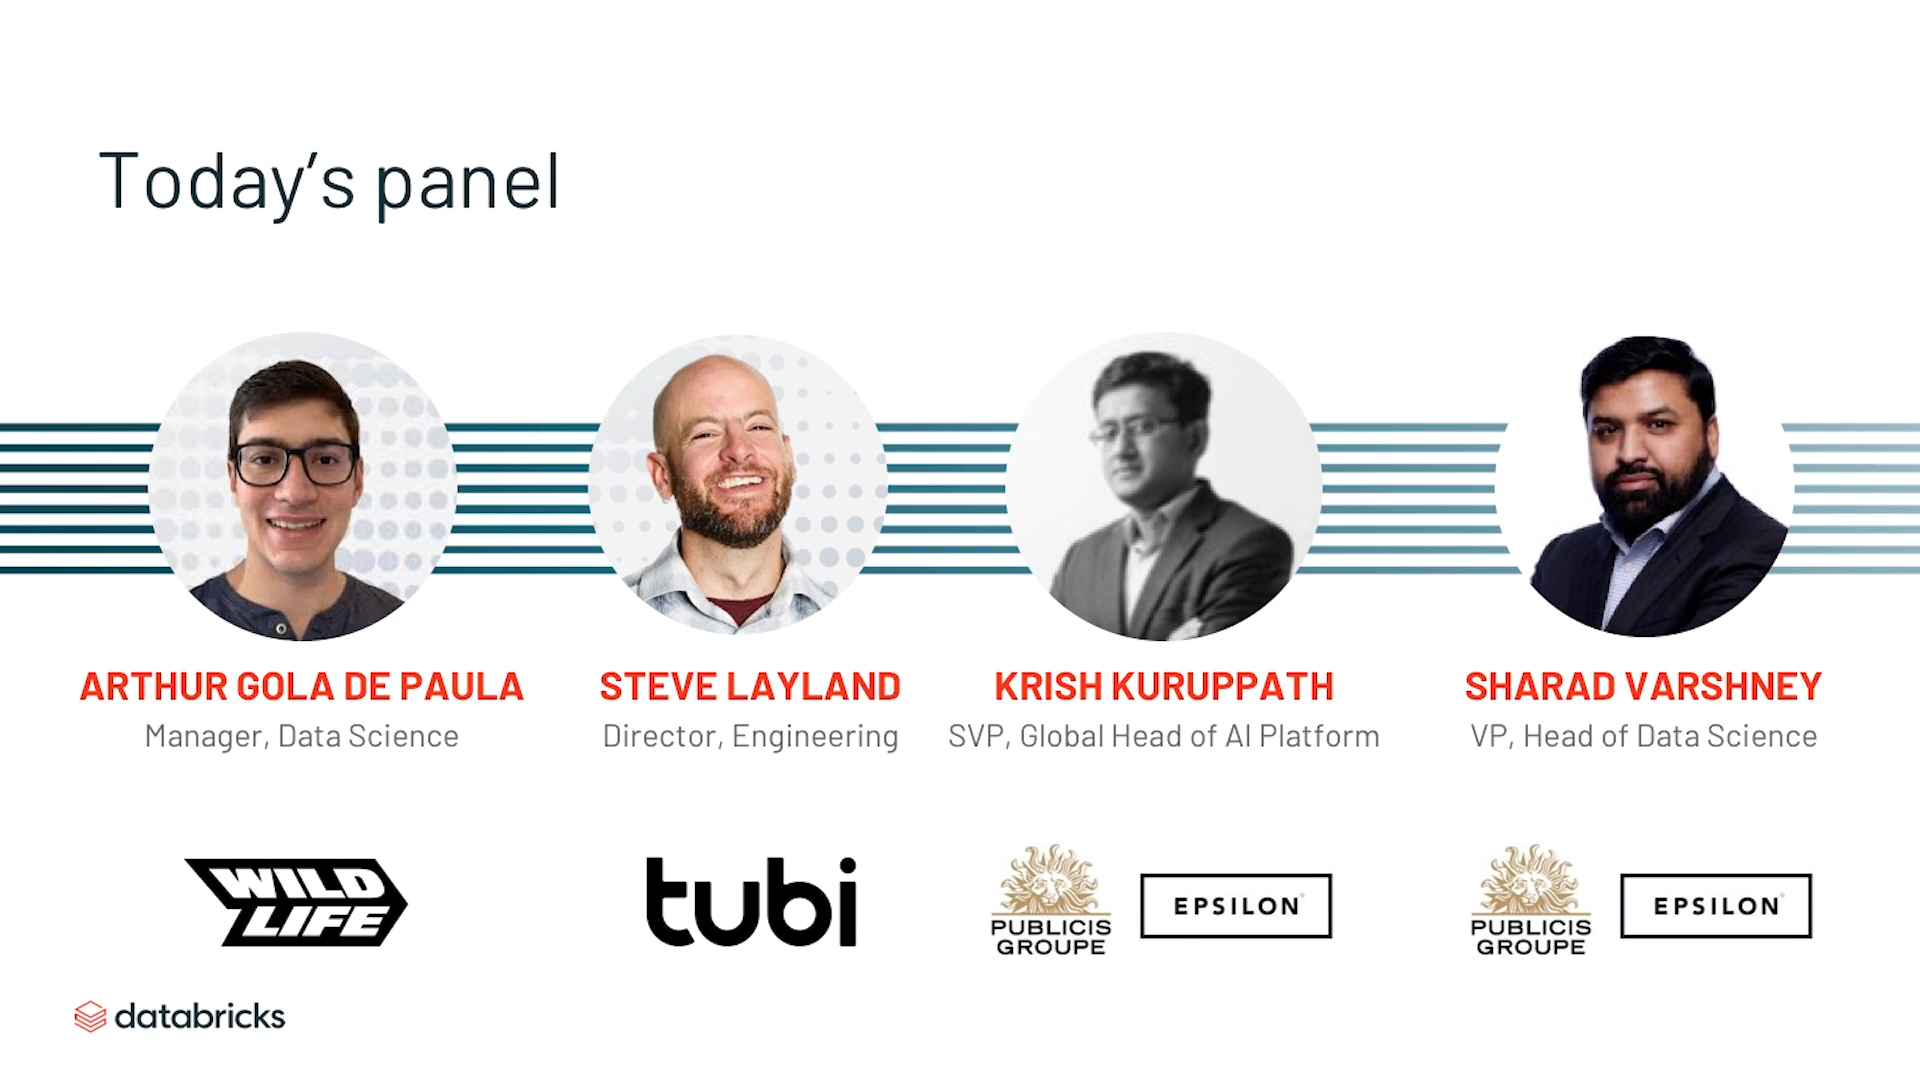 Today's panel
ARTHUR GOLA DE PAULA
Manager, Data Science
WILD
LIFE
STEVE LAYLAND
Director, Engineering
tubi
KRISH KURUPPATH
SVP, Global Head of AI Platform
PUBLICIS
GROUPE
EPSILON
SHARAD VARSHNEY
VP, Head of Data Science
PUBLICIS
GROUPE
EPSILON
databricks